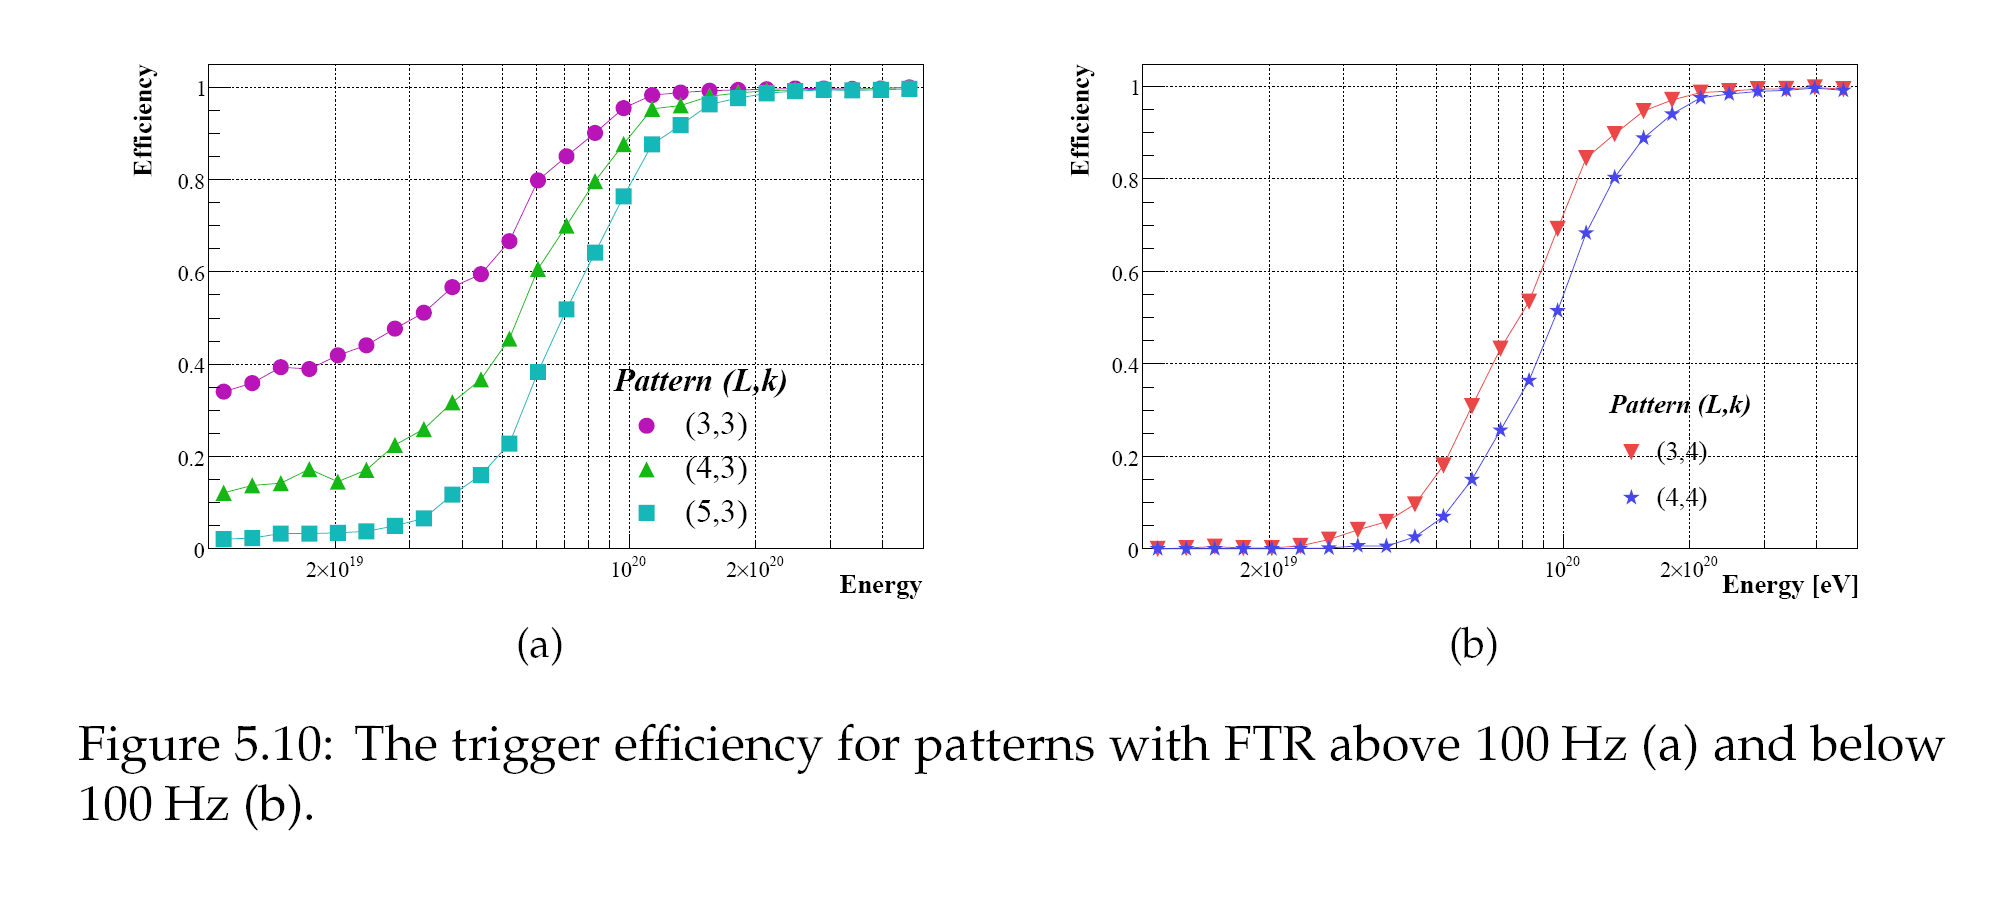 Efficiency
1
0.8
0.6
0.4
0.2
0
2×10¹⁹
10²⁰
2×10²⁰
Energy
Pattern (L,k)
(3,3)
(4,3)
(5,3)
(a)
Efficiency
1
0.8
0.6
0.4
0.2
0
2×10¹⁹
10²⁰
2×10²⁰
Energy [eV]
Pattern (L,k)
(3,4)
(4,4)
(b)
Figure 5.10: The trigger efficiency for patterns with FTR above 100 Hz (a) and below
100 Hz (b).